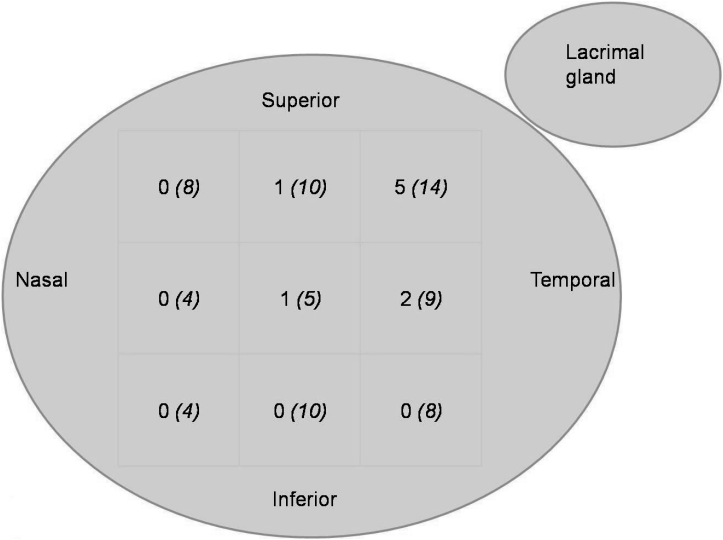 Lacrimal
gland
Superior
0 (8) 1 (10) 5 (14)
Nasal
0 (4) 1 (5) 2 (9)
Temporal
0 (4) 0 (10) 0 (8)
Inferior